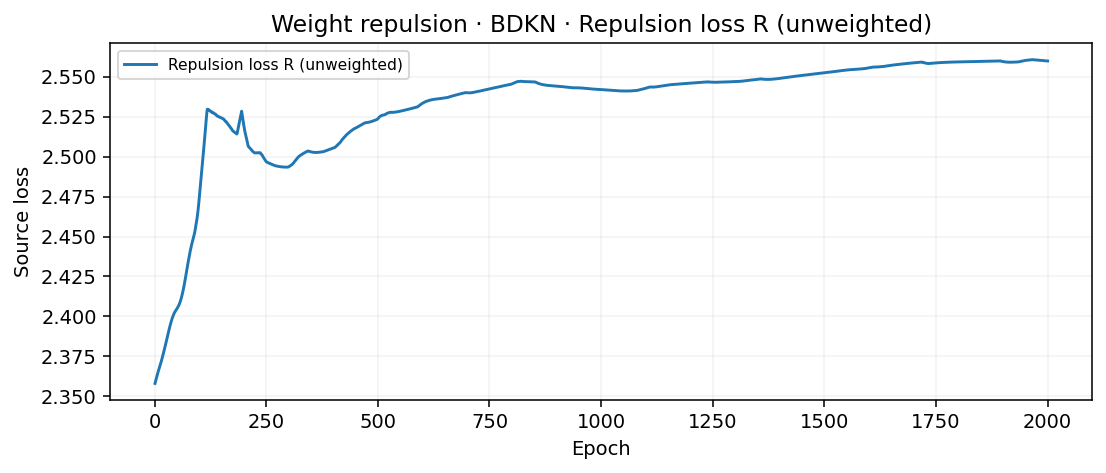 Weight repulsion · BDKN · Repulsion loss R (unweighted)
Repulsion loss R (unweighted)
Source loss
2.550
2.525
2.500
2.475
2.450
2.425
2.400
2.375
2.350
0 250 500 750 1000 1250 1500 1750 2000
Epoch